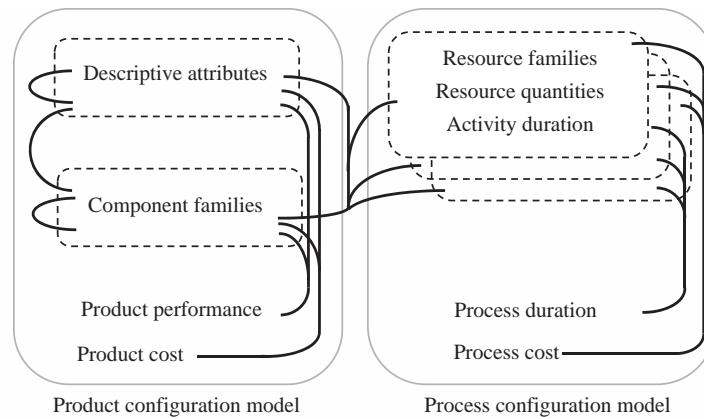 Descriptive attributes
Component families
Product performance
Product cost
Product configuration model
Resource families
Resource quantities
Activity duration
Process duration
Process cost
Process configuration model